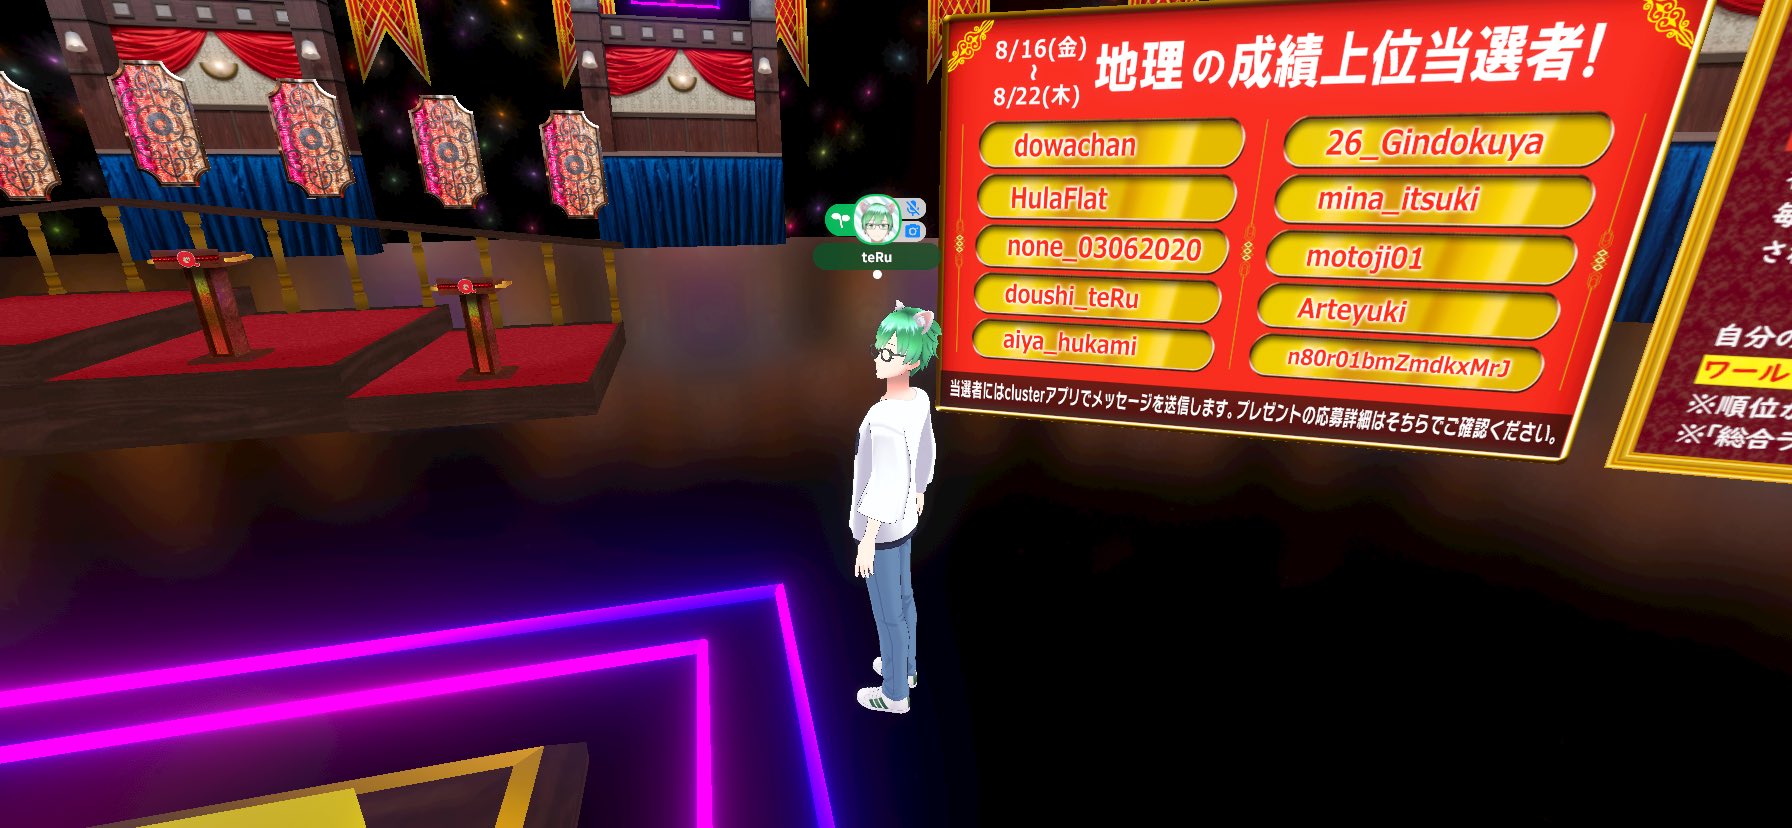 teRu
8/16(金)
~
8/22(木)
地理の成績上位当選者!
dowachan
HulaFlat
none_03062020
doushi_teRu
aiya_hukami
26_Gindokuya
mina_itsuki
motoji01
Arteyuki
n80r01bmZmdkxMrJ
当選者にはclusterアプリでメッセージを送信します。プレゼントの応募詳細はそちらでご確認ください。
毎
さ
自分の
ワール
※順位
※「総合ラ